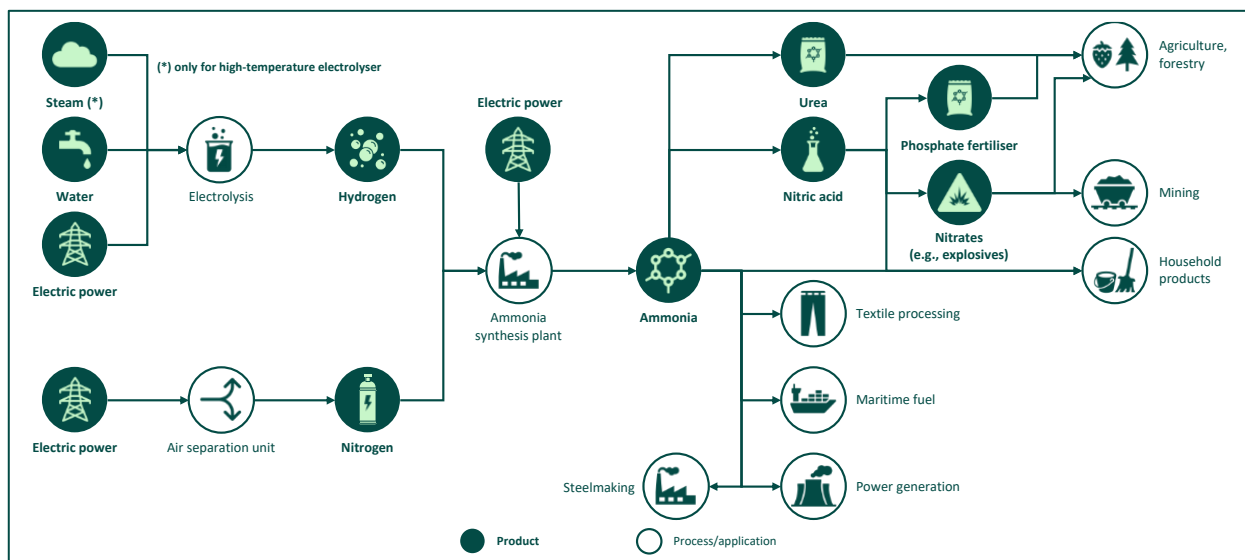 Steam (*)
(*) only for high-temperature electrolyser
Water
Electric power
Electrolysis
Hydrogen
Electric power
Air separation unit
Nitrogen
Electric power
Ammonia
synthesis plant
Ammonia
Urea
Nitric acid
Phosphate fertiliser
Nitrates
(e.g., explosives)
Agriculture,
forestry
Mining
Household
products
Textile processing
Maritime fuel
Steelmaking
Power generation
Product
Process/application